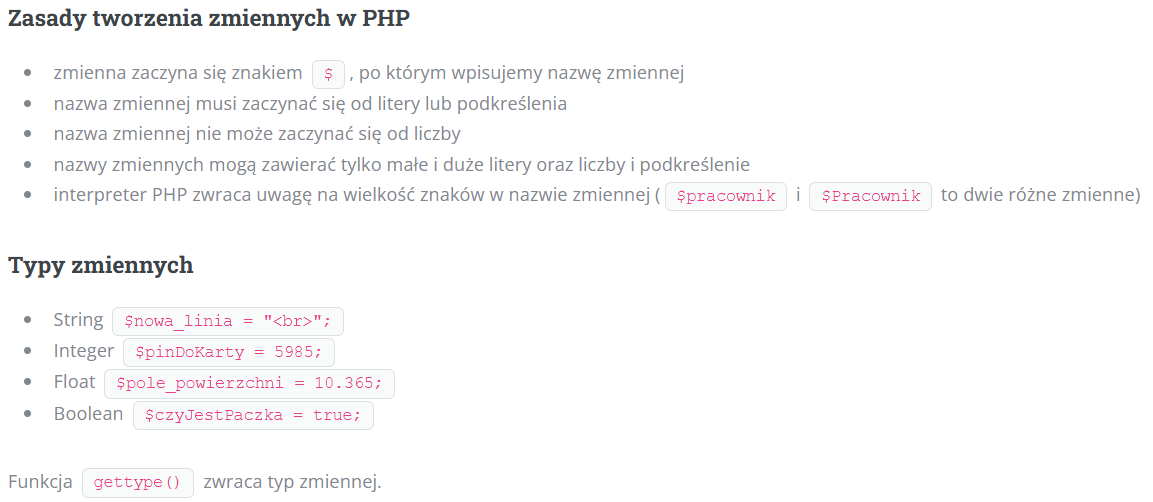 Zasady tworzenia zmiennych w PHP
zmienna zaczyna się znakiem $ , po którym wpisujemy nazwę zmiennej
nazwa zmiennej musi zaczynać się od litery lub podkreślenia
nazwa zmiennej nie może zaczynać się od liczby
nazwy zmiennych mogą zawierać tylko małe i duże litery oraz liczby i podkreślenie
interpreter PHP zwraca uwagę na wielkość znaków w nazwie zmiennej ( $pracownik i $Pracownik to dwie różne zmienne)
Typy zmiennych
String $nowa_linia = "<br>";
Integer $pinDoKarty = 5985;
Float $pole_powierzchni = 10.365;
Boolean $czyJestPaczka = true;
Funkcja gettype() zwraca typ zmiennej.